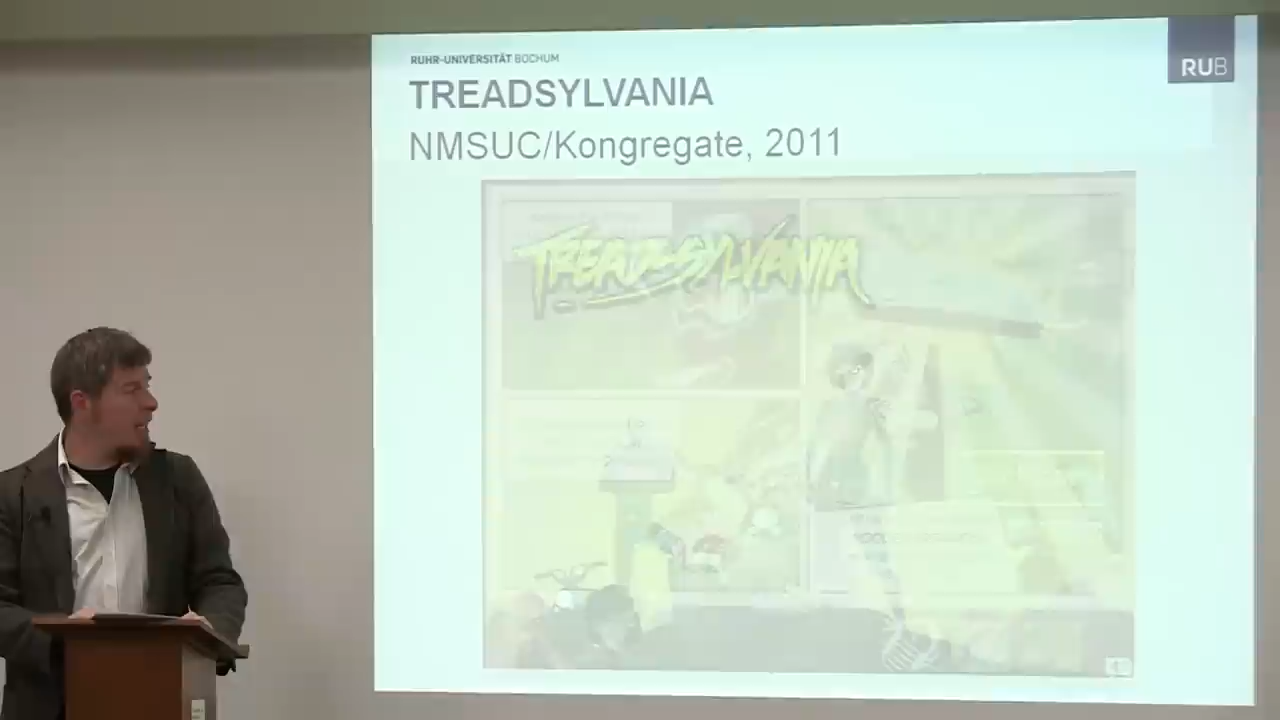 RUHR-UNIVERSITÄT BOCHUM
RUB
TREADSYLVANIA
NMSUC/Kongregate, 2011
TREADSYLVANIA